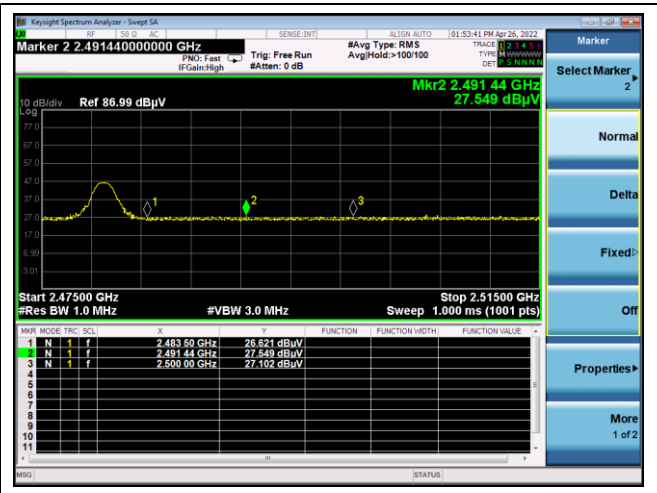 Keysight Spectrum Analyzer - Swept SA
RF 50 Ω AC SENSE:INT ALIGN AUTO 01:53:41 PM Apr 26, 2022
Marker 2 2.491440000000 GHz
PNO: Fast
IFGain:High
Trig: Free Run
#Atten: 0 dB
#Avg Type: RMS
Avg|Hold:>100/100
TRACE 1 2 3 4 5 6
TYPE M W W W W W
DET P S N N N N
Mkr2 2.491 44 GHz
27.549 dBµV
10 dB/div Ref 86.99 dBµV
Log
77.0
67.0
57.0
47.0
37.0
27.0
17.0
6.99
-3.01
1
2
3
Start 2.47500 GHz Stop 2.51500 GHz
#Res BW 1.0 MHz #VBW 3.0 MHz Sweep 1.000 ms (1001 pts)
MKR MODE TRC SCL X Y FUNCTION FUNCTION WIDTH FUNCTION VALUE
1 N 1 f 2.483 50 GHz 26.621 dBuV
2 N 1 f 2.491 44 GHz 27.549 dBuV
3 N 1 f 2.500 00 GHz 27.102 dBuV
4
5
6
7
8
9
10
11
MSG STATUS
Marker
Select Marker
2
Normal
Delta
Fixed
Off
Properties
More
1 of 2